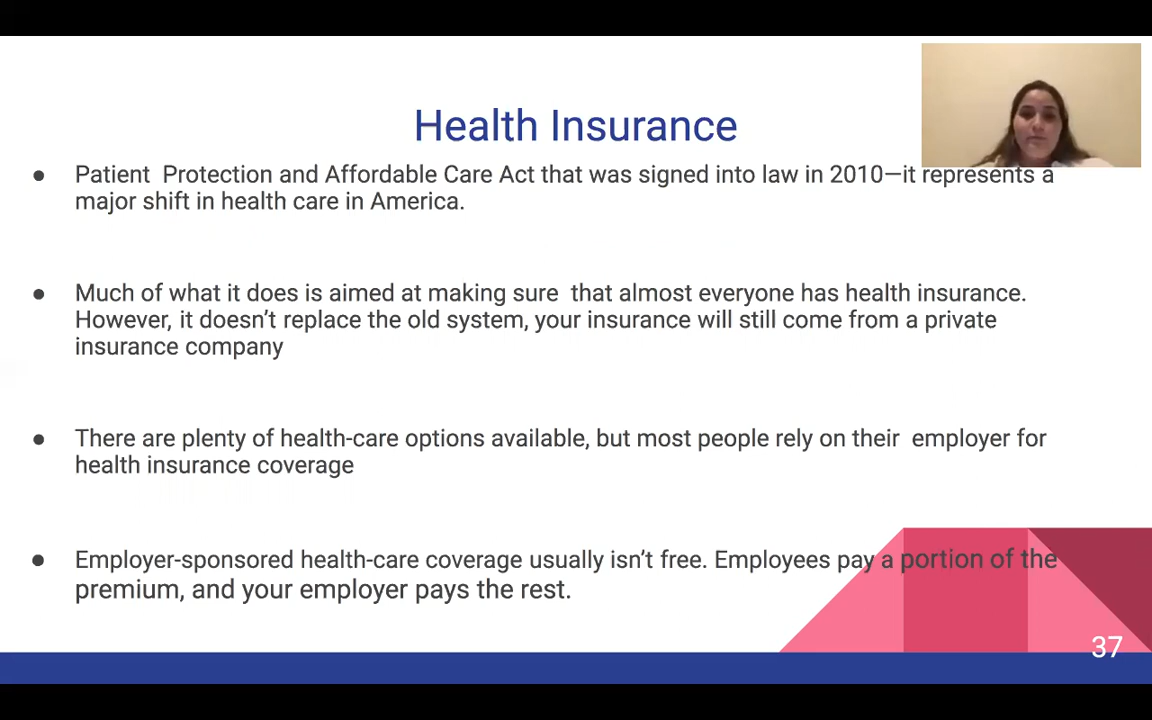 Health Insurance
● Patient  Protection and Affordable Care Act that was signed into law in 2010—it represents a
major shift in health care in America.
● Much of what it does is aimed at making sure  that almost everyone has health insurance.
However, it doesn’t replace the old system, your insurance will still come from a private
insurance company
● There are plenty of health-care options available, but most people rely on their  employer for
health insurance coverage
● Employer-sponsored health-care coverage usually isn’t free. Employees pay a portion of the
premium, and your employer pays the rest.
37